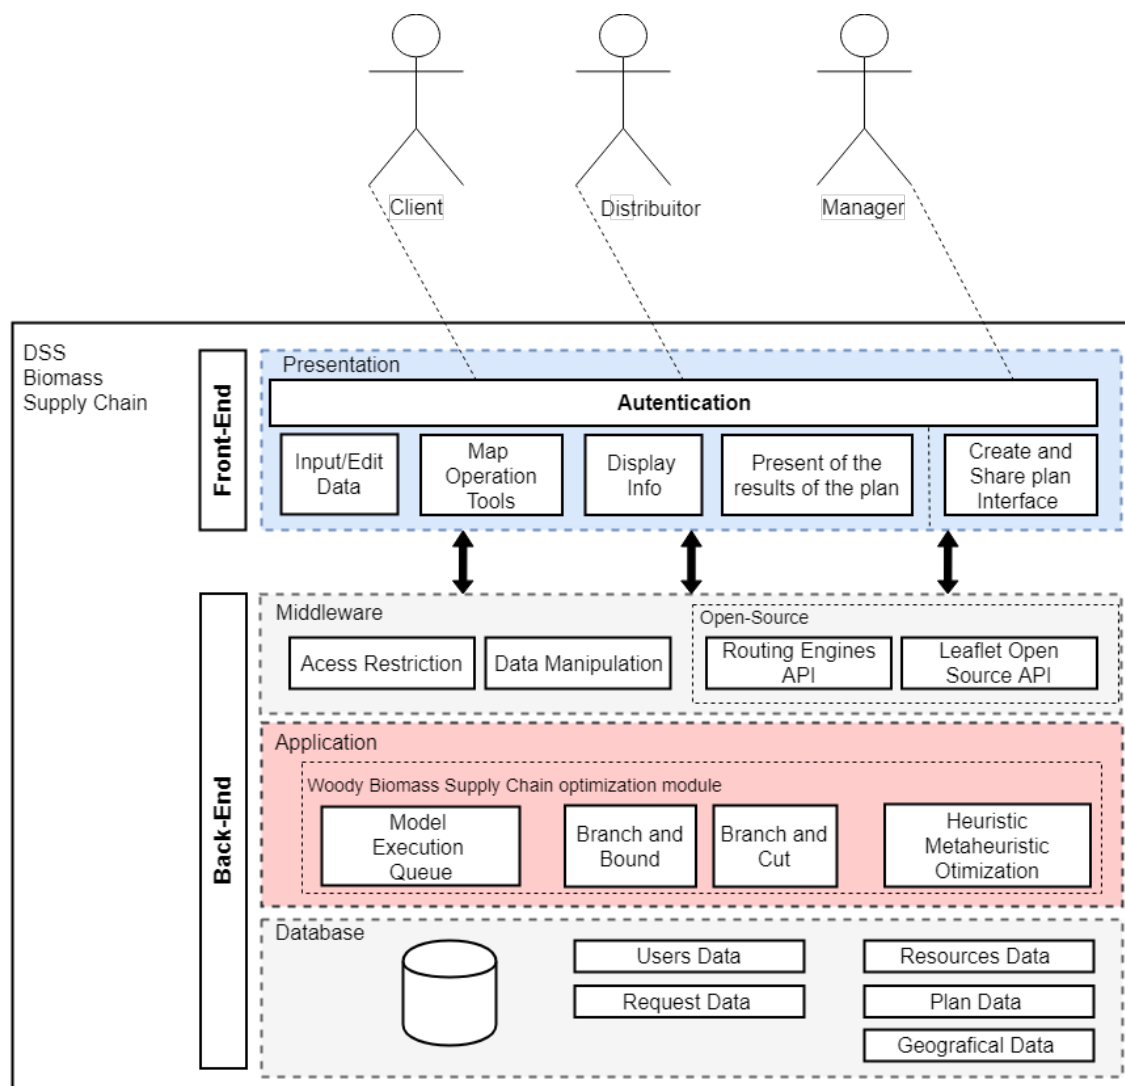 Client
Distribuitor
Manager
DSS
Biomass
Supply Chain
Front-End
Presentation
Autentication
Input/Edit
Data
Map
Operation
Tools
Display
Info
Present of the
results of the plan
Create and
Share plan
Interface
Back-End
Middleware
Acess Restriction
Data Manipulation
Open-Source
Routing Engines
API
Leaflet Open
Source API
Application
Woody Biomass Supply Chain optimization module
Model
Execution
Queue
Branch and
Bound
Branch and
Cut
Heuristic
Metaheuristic
Otimization
Database
Users Data
Request Data
Resources Data
Plan Data
Geografical Data